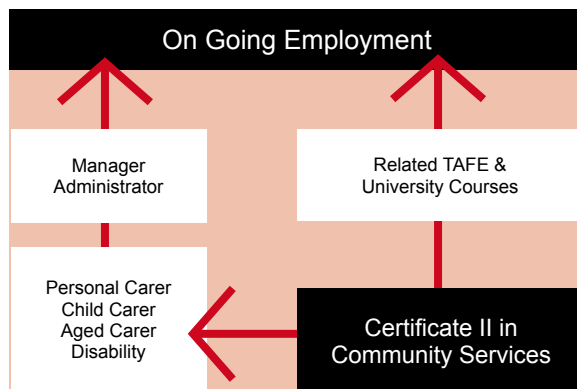 On Going Employment
Manager
Administrator
Related TAFE &
University Courses
Personal Carer
Child Carer
Aged Carer
Disability
Certificate II in
Community Services